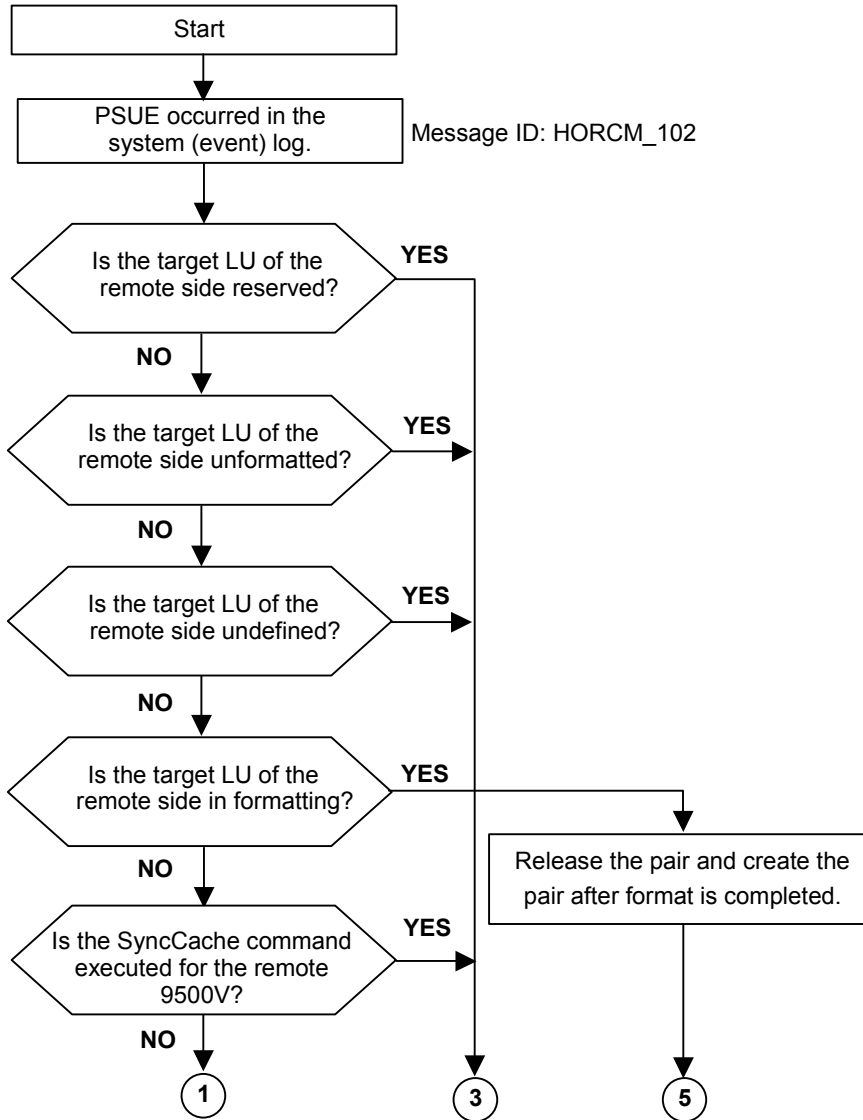 Start
PSUE occurred in the
system (event) log.
Message ID: HORCM_102
Is the target LU of the
remote side reserved?
YES
NO
Is the target LU of the
remote side unformatted?
YES
NO
Is the target LU of the
remote side undefined?
YES
NO
Is the target LU of the
remote side in formatting?
YES
Release the pair and create the
pair after format is completed.
NO
Is the SyncCache command
executed for the remote
9500V?
YES
NO
1
3
5